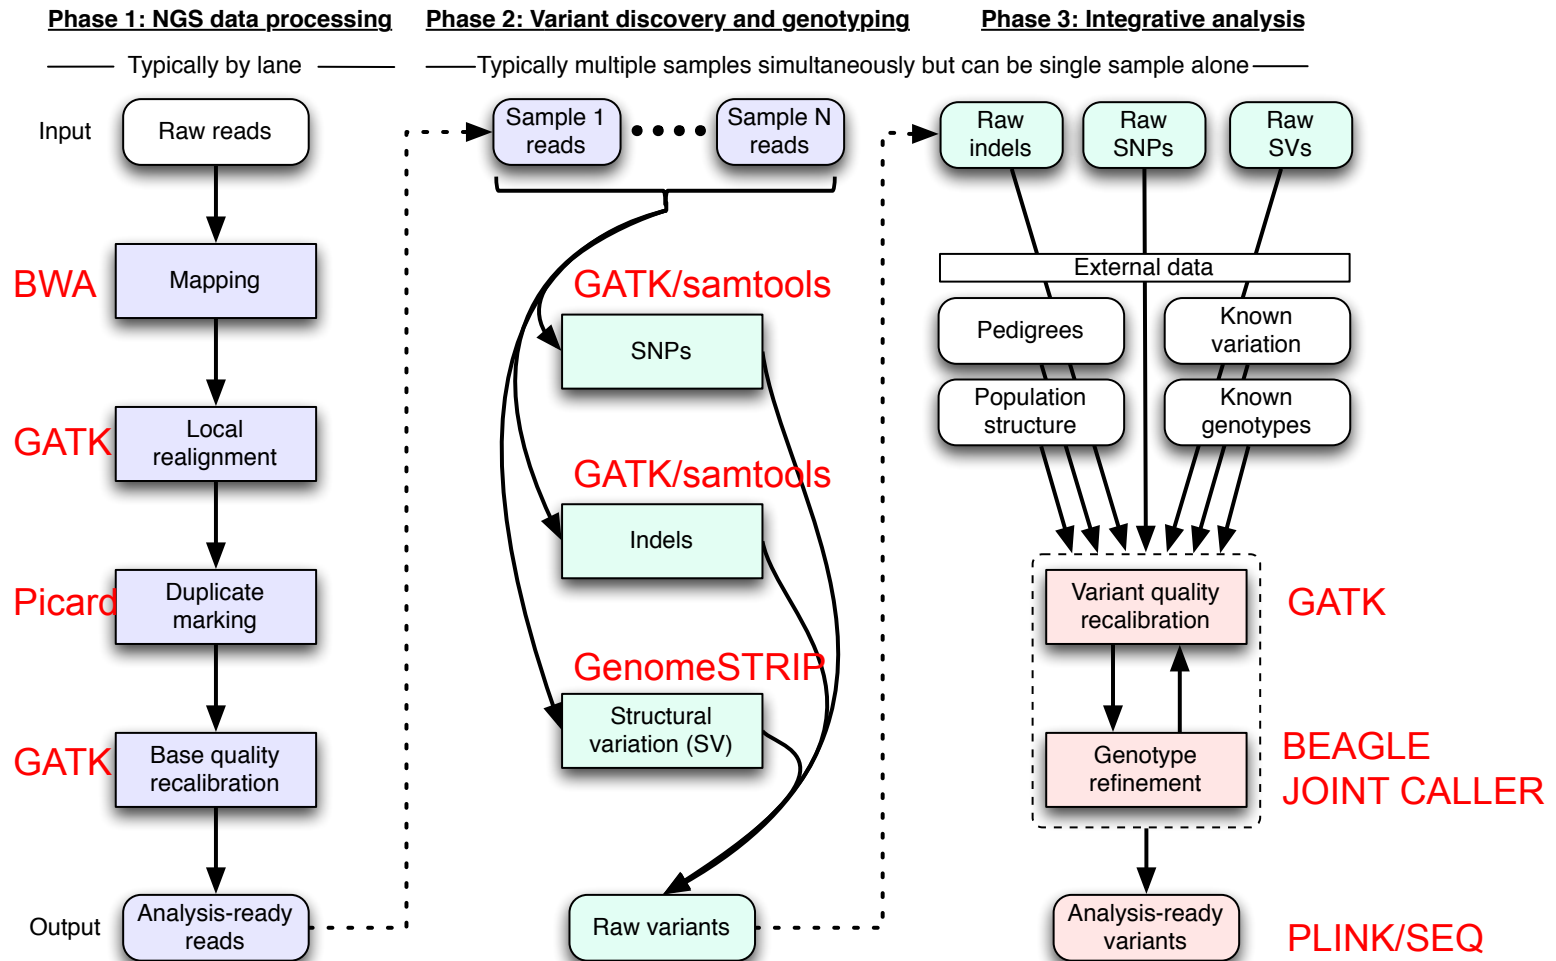 Phase 1: NGS data processing
Typically by lane
Input
Raw reads
BWA
Mapping
GATK
Local
realignment
Picard
Duplicate
marking
GATK
Base quality
recalibration
Output
Analysis-ready
reads
Phase 2: Variant discovery and genotyping
Phase 3: Integrative analysis
Typically multiple samples simultaneously but can be single sample alone
Sample 1
reads
Sample N
reads
GATK/samtools
SNPs
GATK/samtools
Indels
GenomeSTRIP
Structural
variation (SV)
Raw variants
Raw
indels
Raw
SNPs
Raw
SVs
External data
Pedigrees
Known
variation
Population
structure
Known
genotypes
Variant quality
recalibration
GATK
Genotype
refinement
BEAGLE
JOINT CALLER
Analysis-ready
variants
PLINK/SEQ